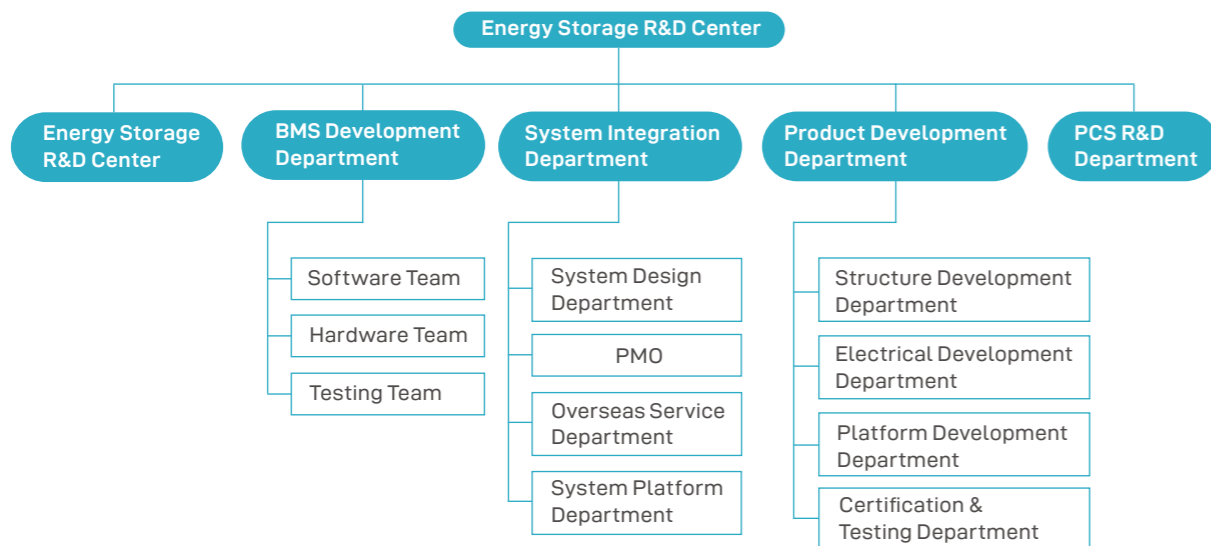 Energy Storage R&D Center
Energy Storage
R&D Center
BMS Development
Department
System Integration
Department
Product Development
Department
PCS R&D
Department
Software Team
Hardware Team
Testing Team
System Design
Department
PMO
Overseas Service
Department
System Platform
Department
Structure Development
Department
Electrical Development
Department
Platform Development
Department
Certification &
Testing Department